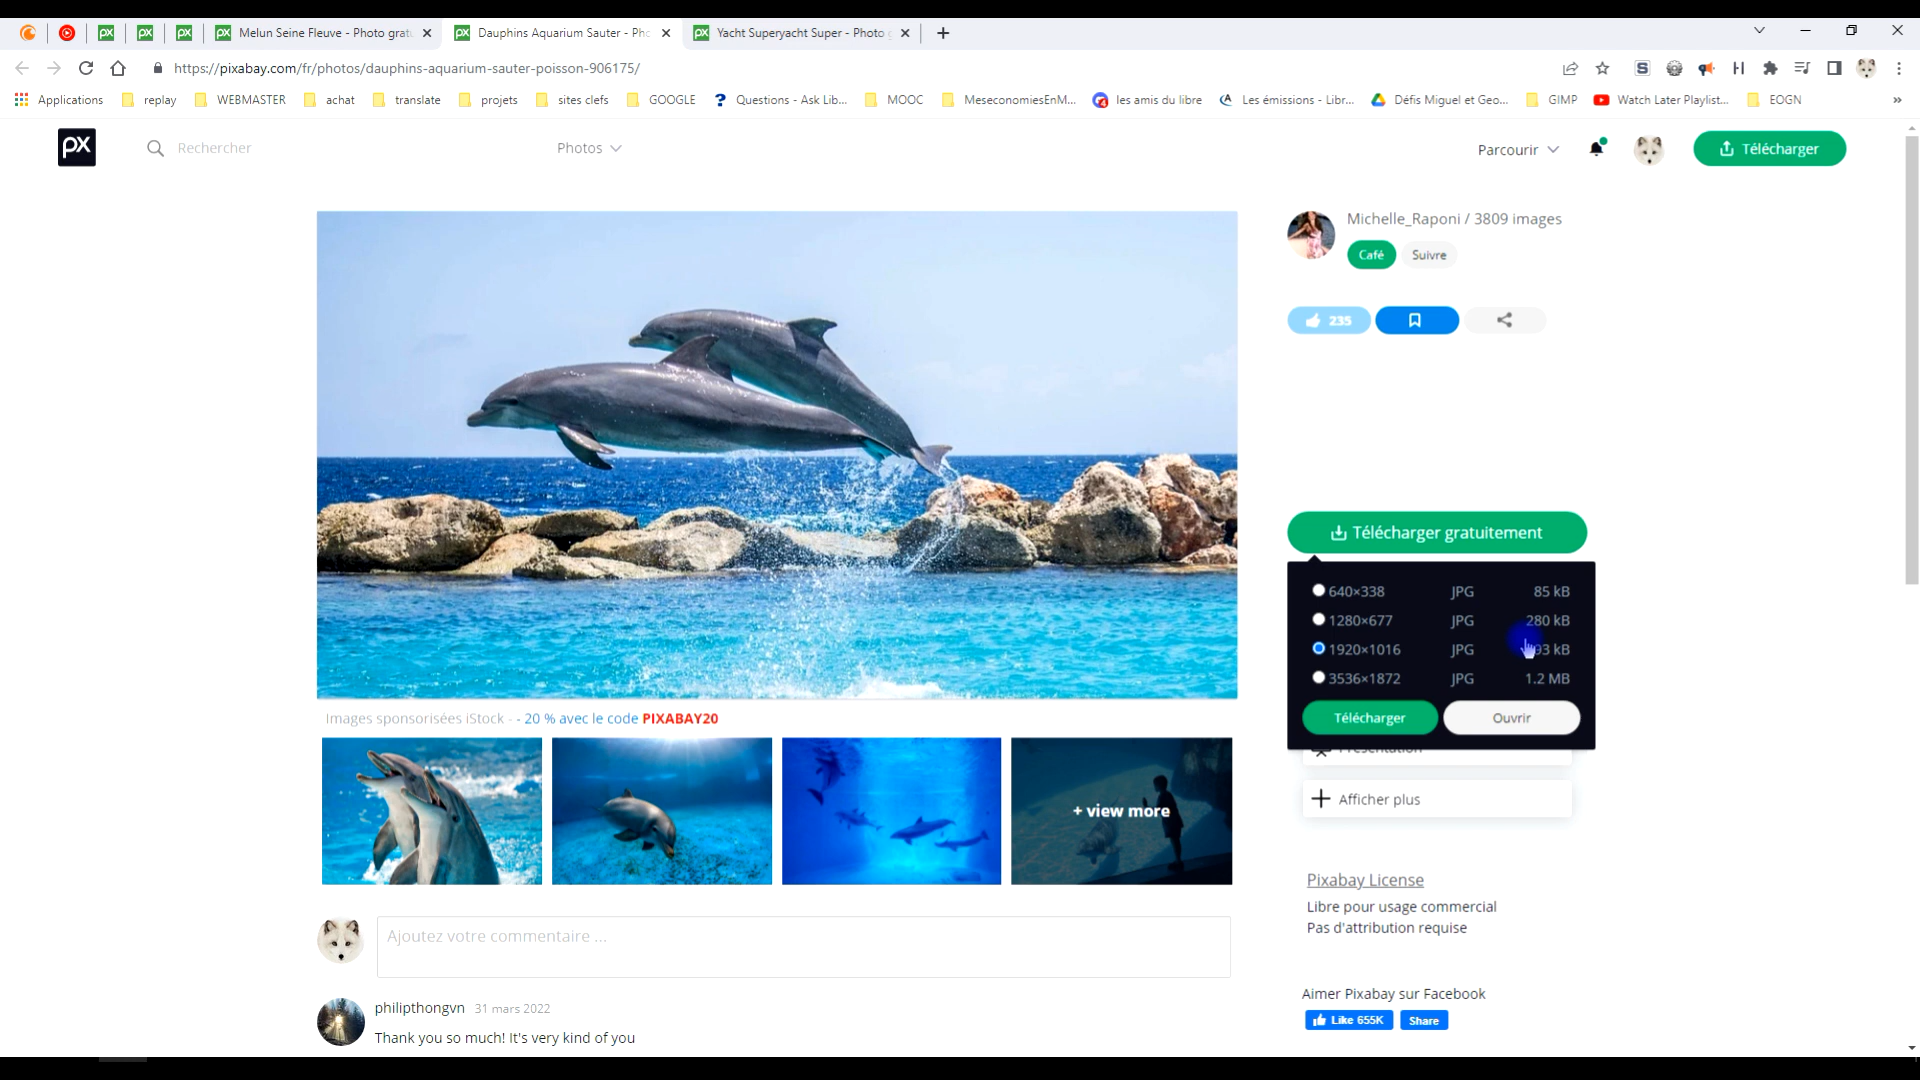 Melun Seine Fleuve - Photo grat
Dauphins Aquarium Sauter - Pho
Yacht Superyacht Super - Photo g
https://pixabay.com/fr/photos/dauphins-aquarium-sauter-poisson-906175/
Applications
replay
WEBMASTER
achat
translate
projets
sites clefs
GOOGLE
Questions - Ask Lib...
MOOC
MeseconomiesEnM...
les amis du libre
Les émissions - Libr...
Défis Miguel et Geo...
GIMP
Watch Later Playlist...
EOGN
px
Rechercher
Photos
Parcourir
Télécharger
Michelle_Raponi / 3809 images
Café
Suivre
235
Télécharger gratuitement
640×338 JPG 85 kB
1280×677 JPG 280 kB
1920×1016 JPG 93 kB
3536×1872 JPG 1.2 MB
Télécharger
Ouvrir
Présentation
Afficher plus
Images sponsorisées iStock - - 20 % avec le code PIXABAY20
+ view more
Pixabay License
Libre pour usage commercial
Pas d'attribution requise
Ajoutez votre commentaire ...
Aimer Pixabay sur Facebook
Like 655K
Share
philipthongvn 31 mars 2022
Thank you so much! It's very kind of you